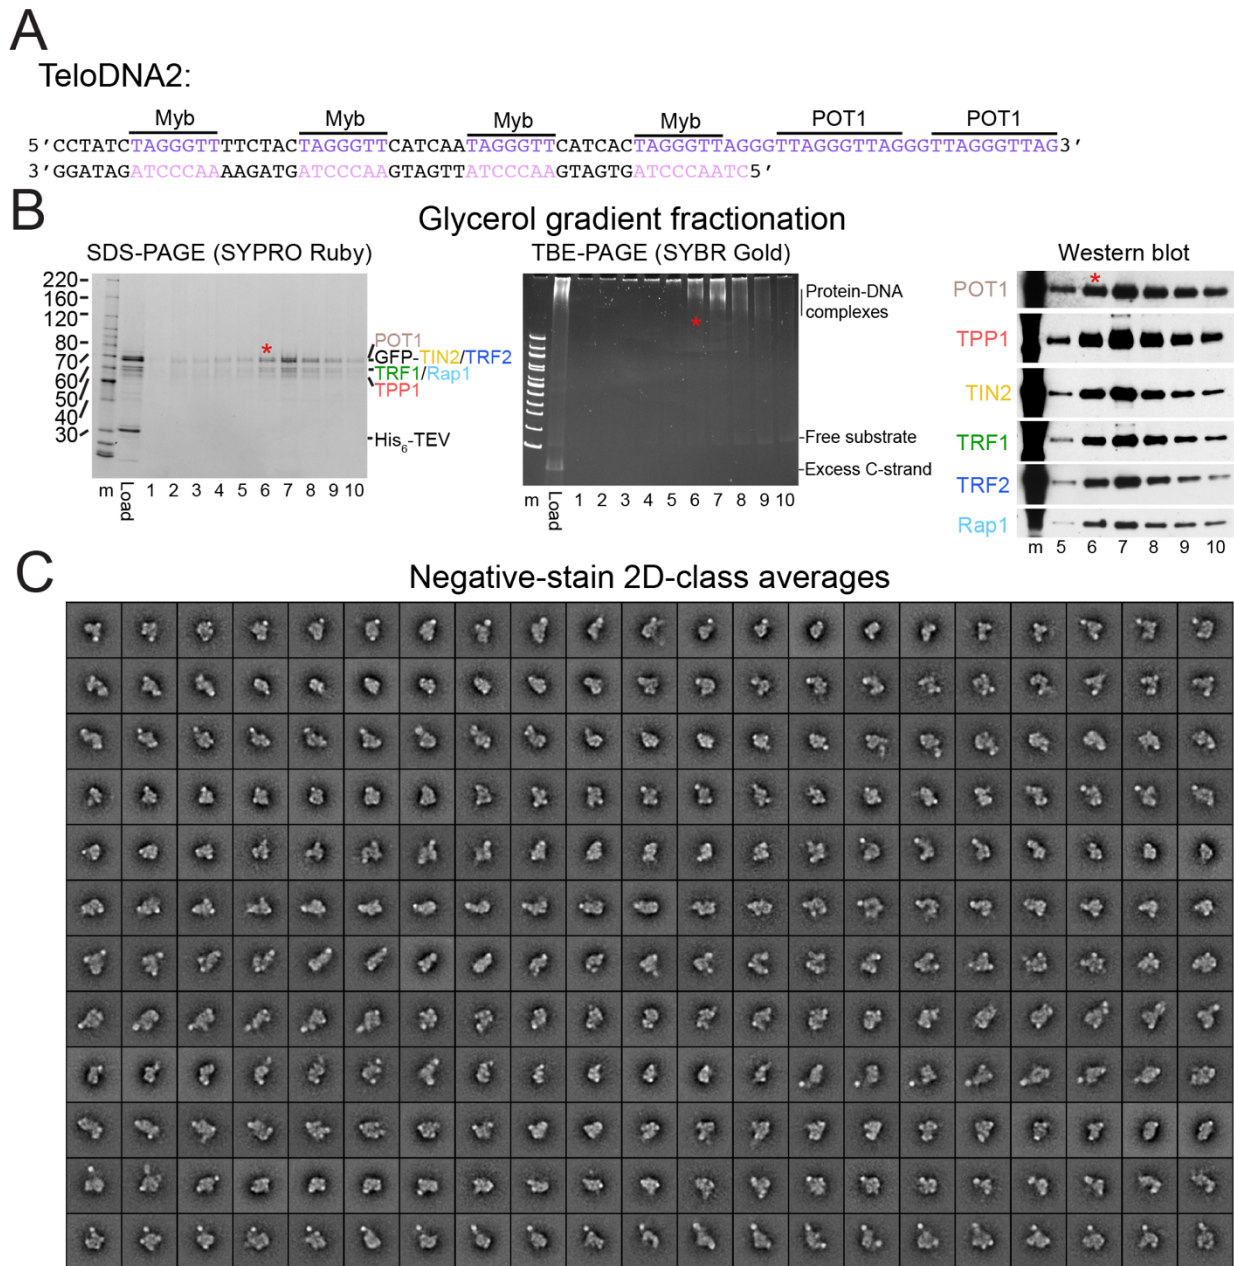 A
TeloDNA2:
Myb Myb Myb Myb POT1 POT1
5'CCTATCTAGGGTTTTCTACTAGGGTTCATCAATAGGGTTCATCACTAGGGTTAGGGTTAGGGTTAGGGTTAGGGTTAG3'
3'GGATAGATCCCAAAAGATGATCCCAAGTAGTTATCCCAAGTAGTGATCCCAATC5'
B
Glycerol gradient fractionation
SDS-PAGE (SYPRO Ruby)
220
160
120
80
70
60
50
40
30
*
POT1
GFP-TIN2/TRF2
TRF1/Rap1
TPP1
His6-TEV
m Load 1 2 3 4 5 6 7 8 9 10
TBE-PAGE (SYBR Gold)
*
Protein-DNA
complexes
Free substrate
Excess C-strand
m Load 1 2 3 4 5 6 7 8 9 10
Western blot
*
POT1
TPP1
TIN2
TRF1
TRF2
Rap1
m 5 6 7 8 9 10
C
Negative-stain 2D-class averages